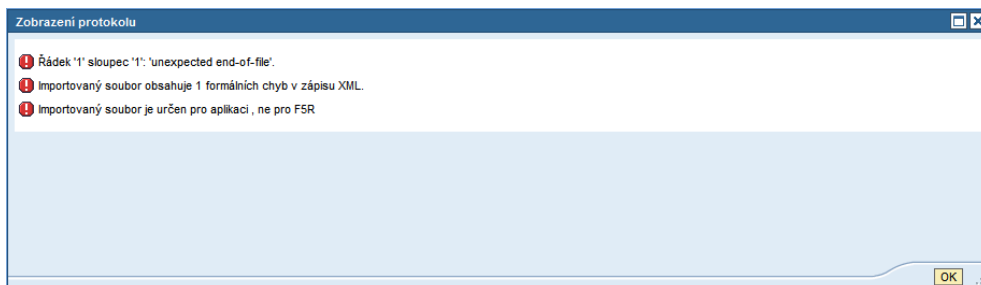 Zobrazení protokolu
Řádek '1' sloupec '1': 'unexpected end-of-file'.
Importovaný soubor obsahuje 1 formálních chyb v zápisu XML.
Importovaný soubor je určen pro aplikaci , ne pro F5R
OK